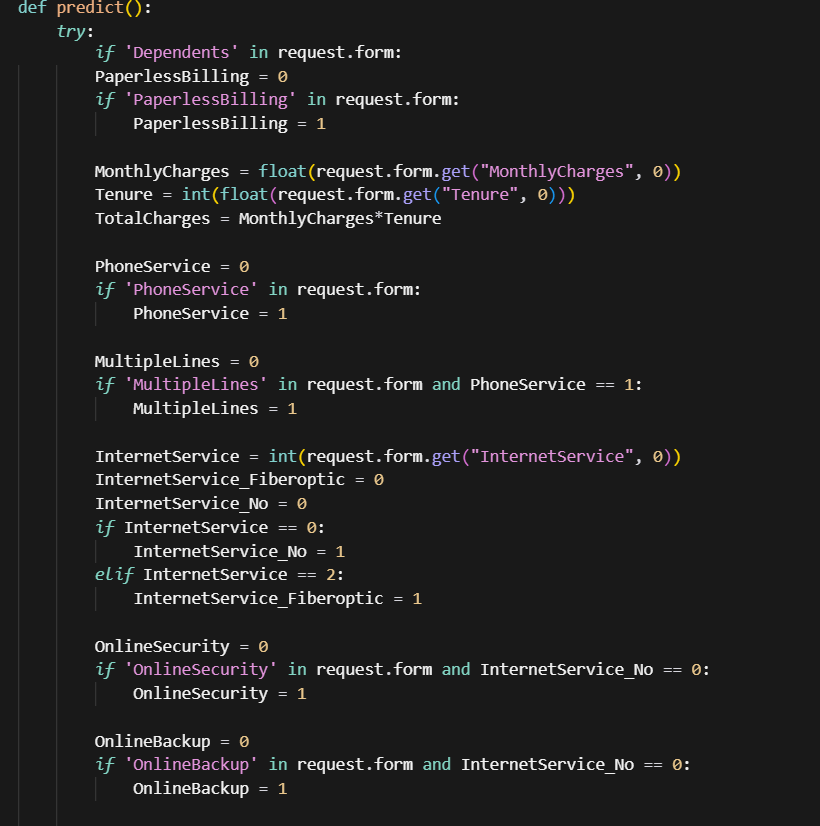 def predict():
    try:
        if 'Dependents' in request.form:
        PaperlessBilling = 0
        if 'PaperlessBilling' in request.form:
            PaperlessBilling = 1

        MonthlyCharges = float(request.form.get("MonthlyCharges", 0))
        Tenure = int(float(request.form.get("Tenure", 0)))
        TotalCharges = MonthlyCharges*Tenure

        PhoneService = 0
        if 'PhoneService' in request.form:
            PhoneService = 1

        MultipleLines = 0
        if 'MultipleLines' in request.form and PhoneService == 1:
            MultipleLines = 1

        InternetService = int(request.form.get("InternetService", 0))
        InternetService_Fiberoptic = 0
        InternetService_No = 0
        if InternetService == 0:
            InternetService_No = 1
        elif InternetService == 2:
            InternetService_Fiberoptic = 1

        OnlineSecurity = 0
        if 'OnlineSecurity' in request.form and InternetService_No == 0:
            OnlineSecurity = 1

        OnlineBackup = 0
        if 'OnlineBackup' in request.form and InternetService_No == 0:
            OnlineBackup = 1